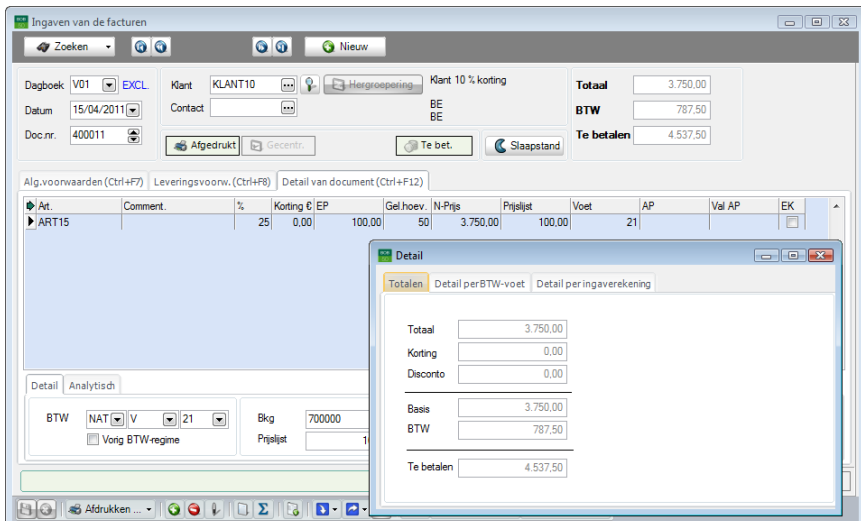 Ingaven van de facturen
Zoeken Nieuw
Dagboek V01 EXCL. Klant KLANT10 Hergroepering Klant 10 % korting Totaal 3.750,00
Datum 15/04/2011 Contact BE BTW 787,50
BE
Doc.nr. 400011 Afgedrukt Gecentr. Te bet. Slaapstand Te betalen 4.537,50
Alg.voorwaarden (Ctrl+F7) Leveringsvoorw. (Ctrl+F8) Detail van document (Ctrl+F12)
Art. Comment. % Korting € EP Gel.hoev. N-Prijs Prijslijst Voet AP Val AP EK
ART15 25 0,00 100,00 50 3.750,00 100,00 21
Detail
Totalen Detail per BTW-voet Detail per ingaverekening
Totaal 3.750,00
Korting 0,00
Disconto 0,00
Basis 3.750,00
BTW 787,50
Te betalen 4.537,50
Detail Analytisch
BTW NAT V 21 Bkg 700000
Vorig BTW-regime Prijslijst
Afdrukken ...